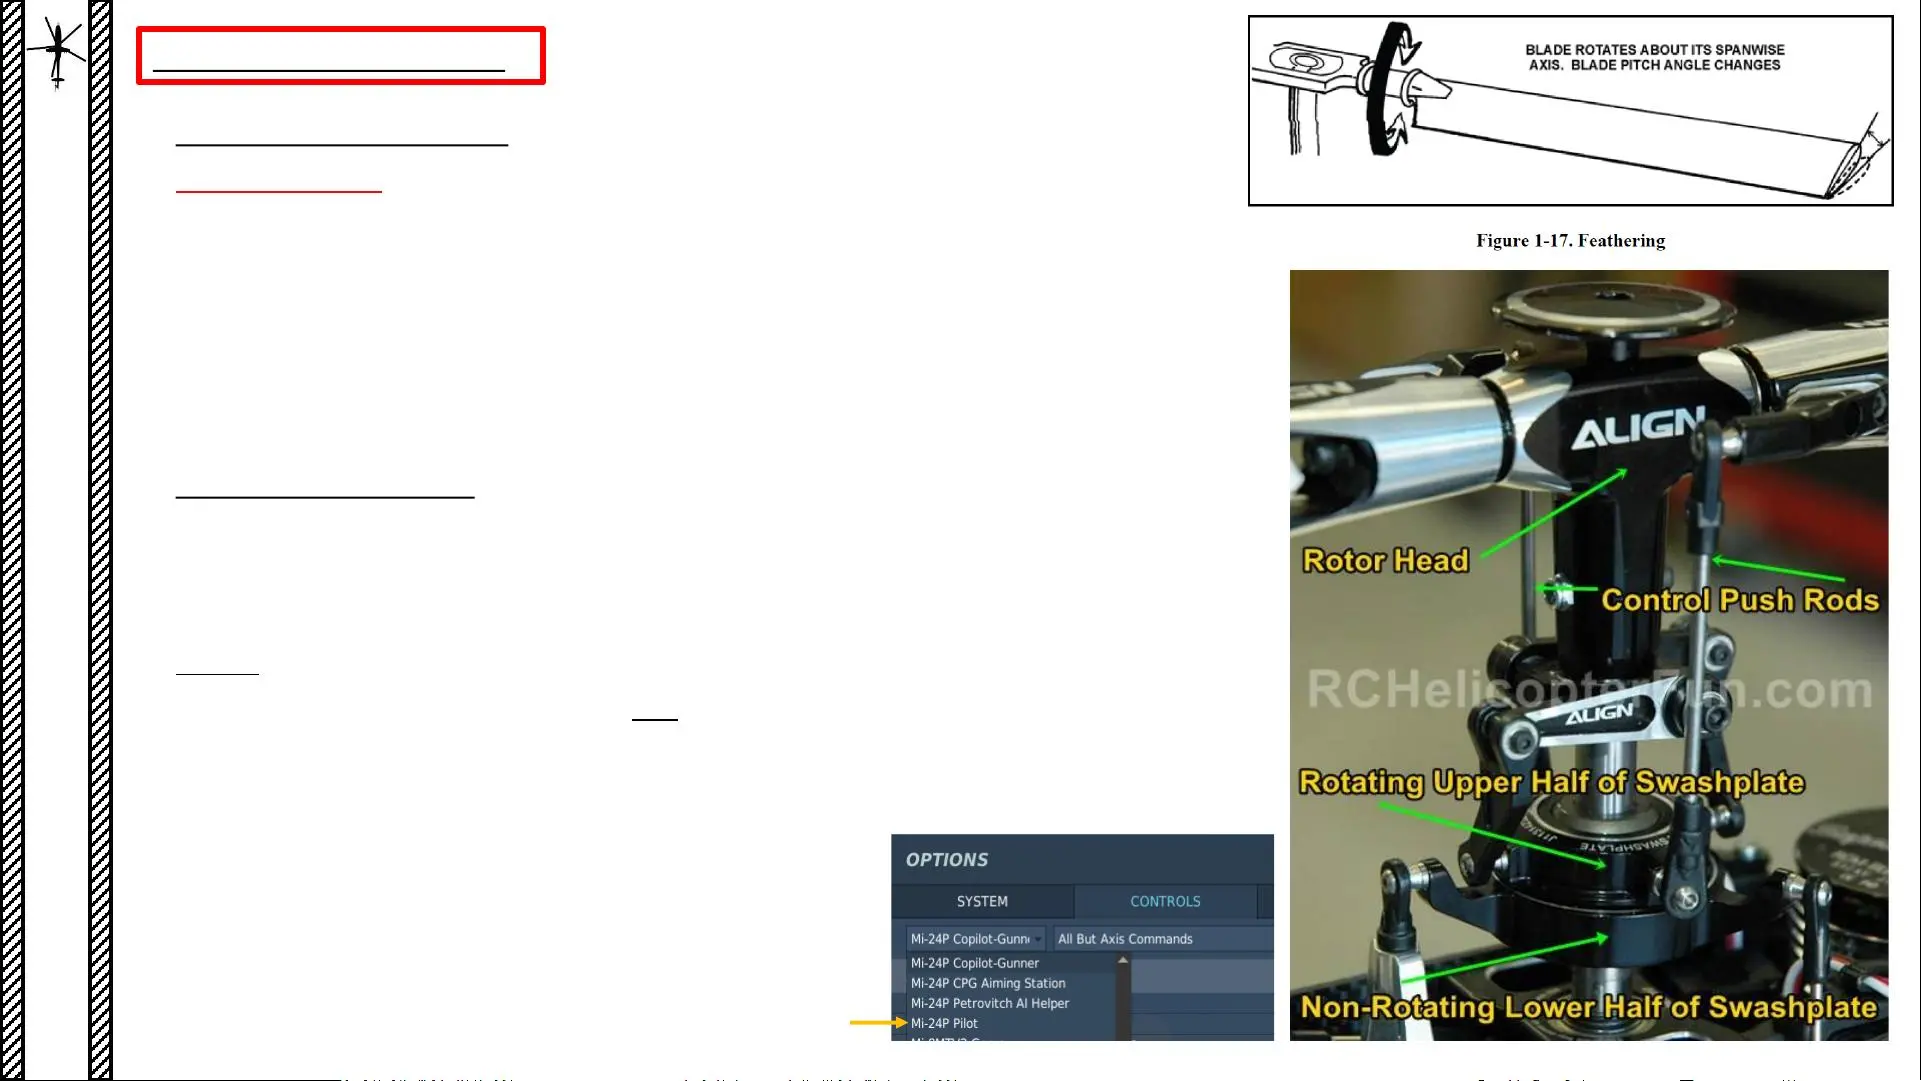 BLADE ROTATES ABOUT ITS SPANWISE
AXIS. BLADE PITCH ANGLE CHANGES
Figure 1-17. Feathering
ALIGN
Rotor Head
Control Push Rods
RCHelicopterFun.com
ALIGN
Rotating Upper Half of Swashplate
SWASHPLATE
Non-Rotating Lower Half of Swashplate
OPTIONS
SYSTEM CONTROLS
Mi-24P Copilot-Gunn All But Axis Commands
Mi-24P Copilot-Gunner
Mi-24P CPG Aiming Station
Mi-24P Petrovitch AI Helper
Mi-24P Pilot